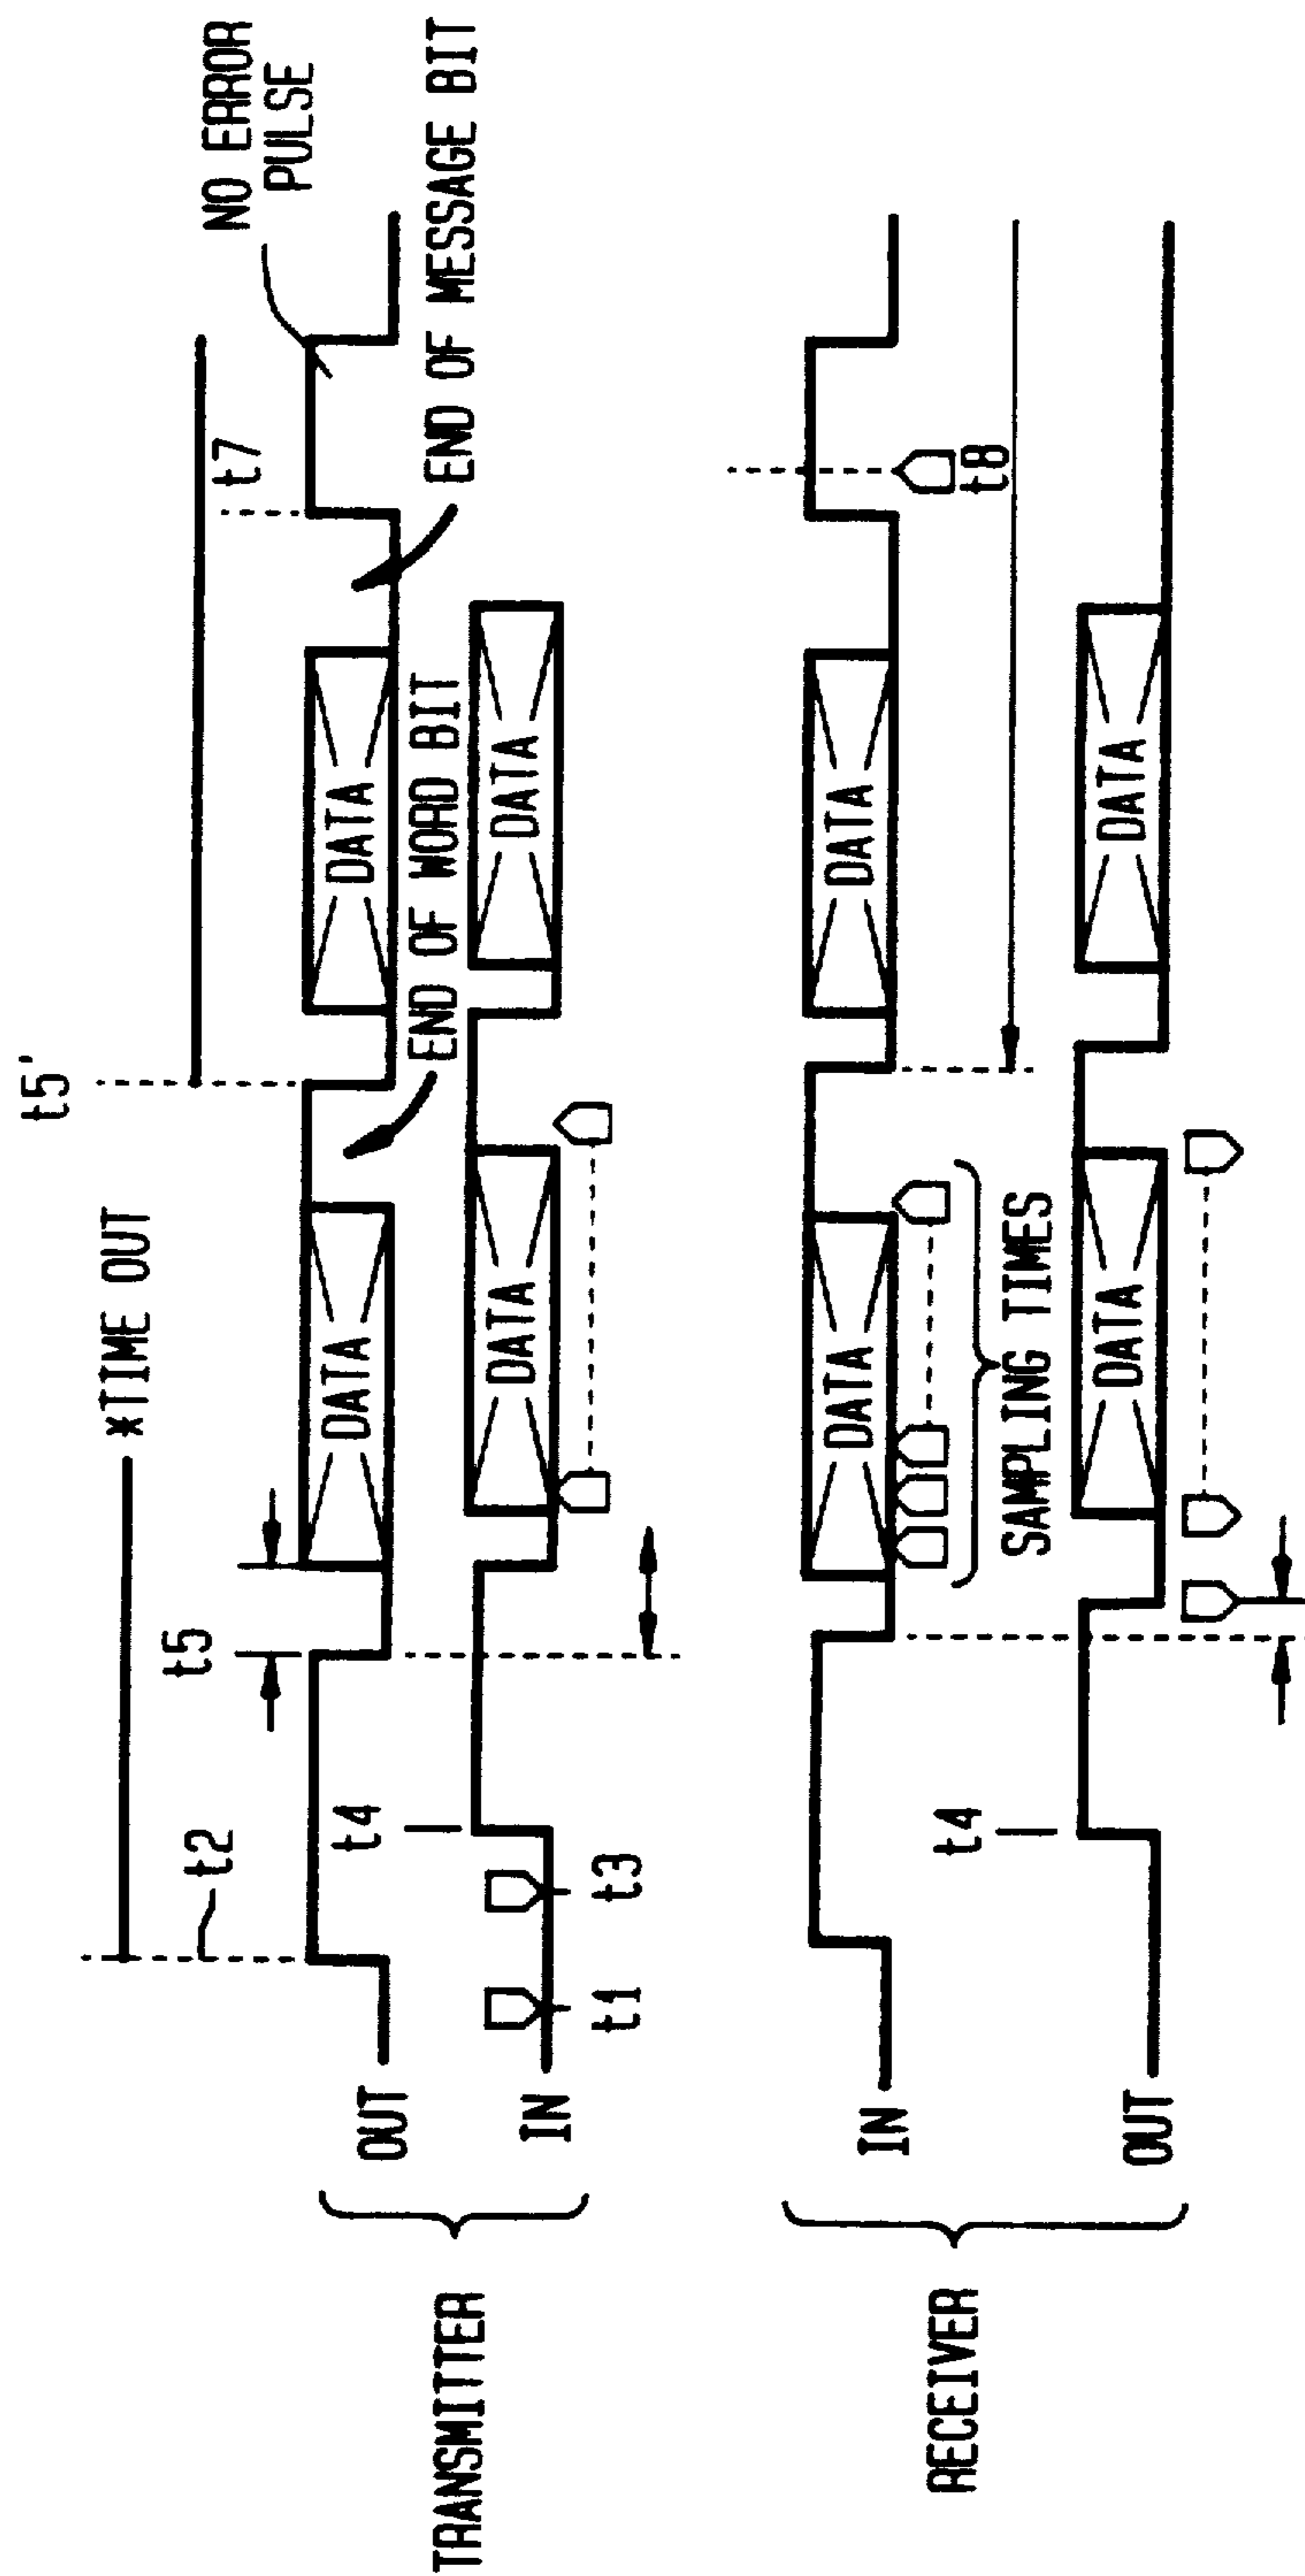 t5'
*TIME OUT
t2
t5
t7
NO ERROR
PULSE
TRANSMITTER
OUT
DATA
DATA
END OF WORD BIT
END OF MESSAGE BIT
t4
IN
DATA
DATA
t1
t3
RECEIVER
IN
DATA
DATA
t8
SAMPLING TIMES
t4
OUT
DATA
DATA